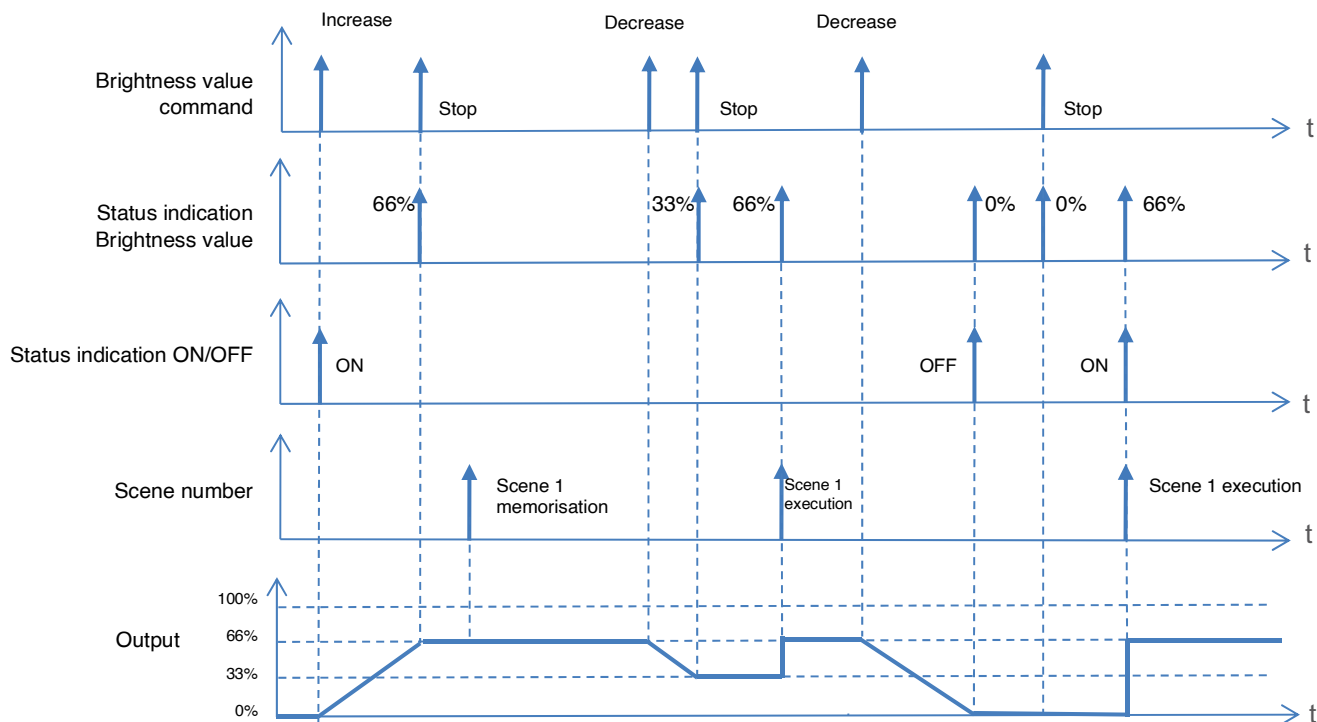 Increase
Decrease
Decrease
Brightness value
command
Stop
Stop
Stop
t
Status indication
Brightness value
66%
33%
66%
0%
0%
66%
t
Status indication ON/OFF
ON
OFF
ON
t
Scene number
Scene 1
memorisation
Scene 1
execution
Scene 1 execution
t
Output
100%
66%
33%
0%
t